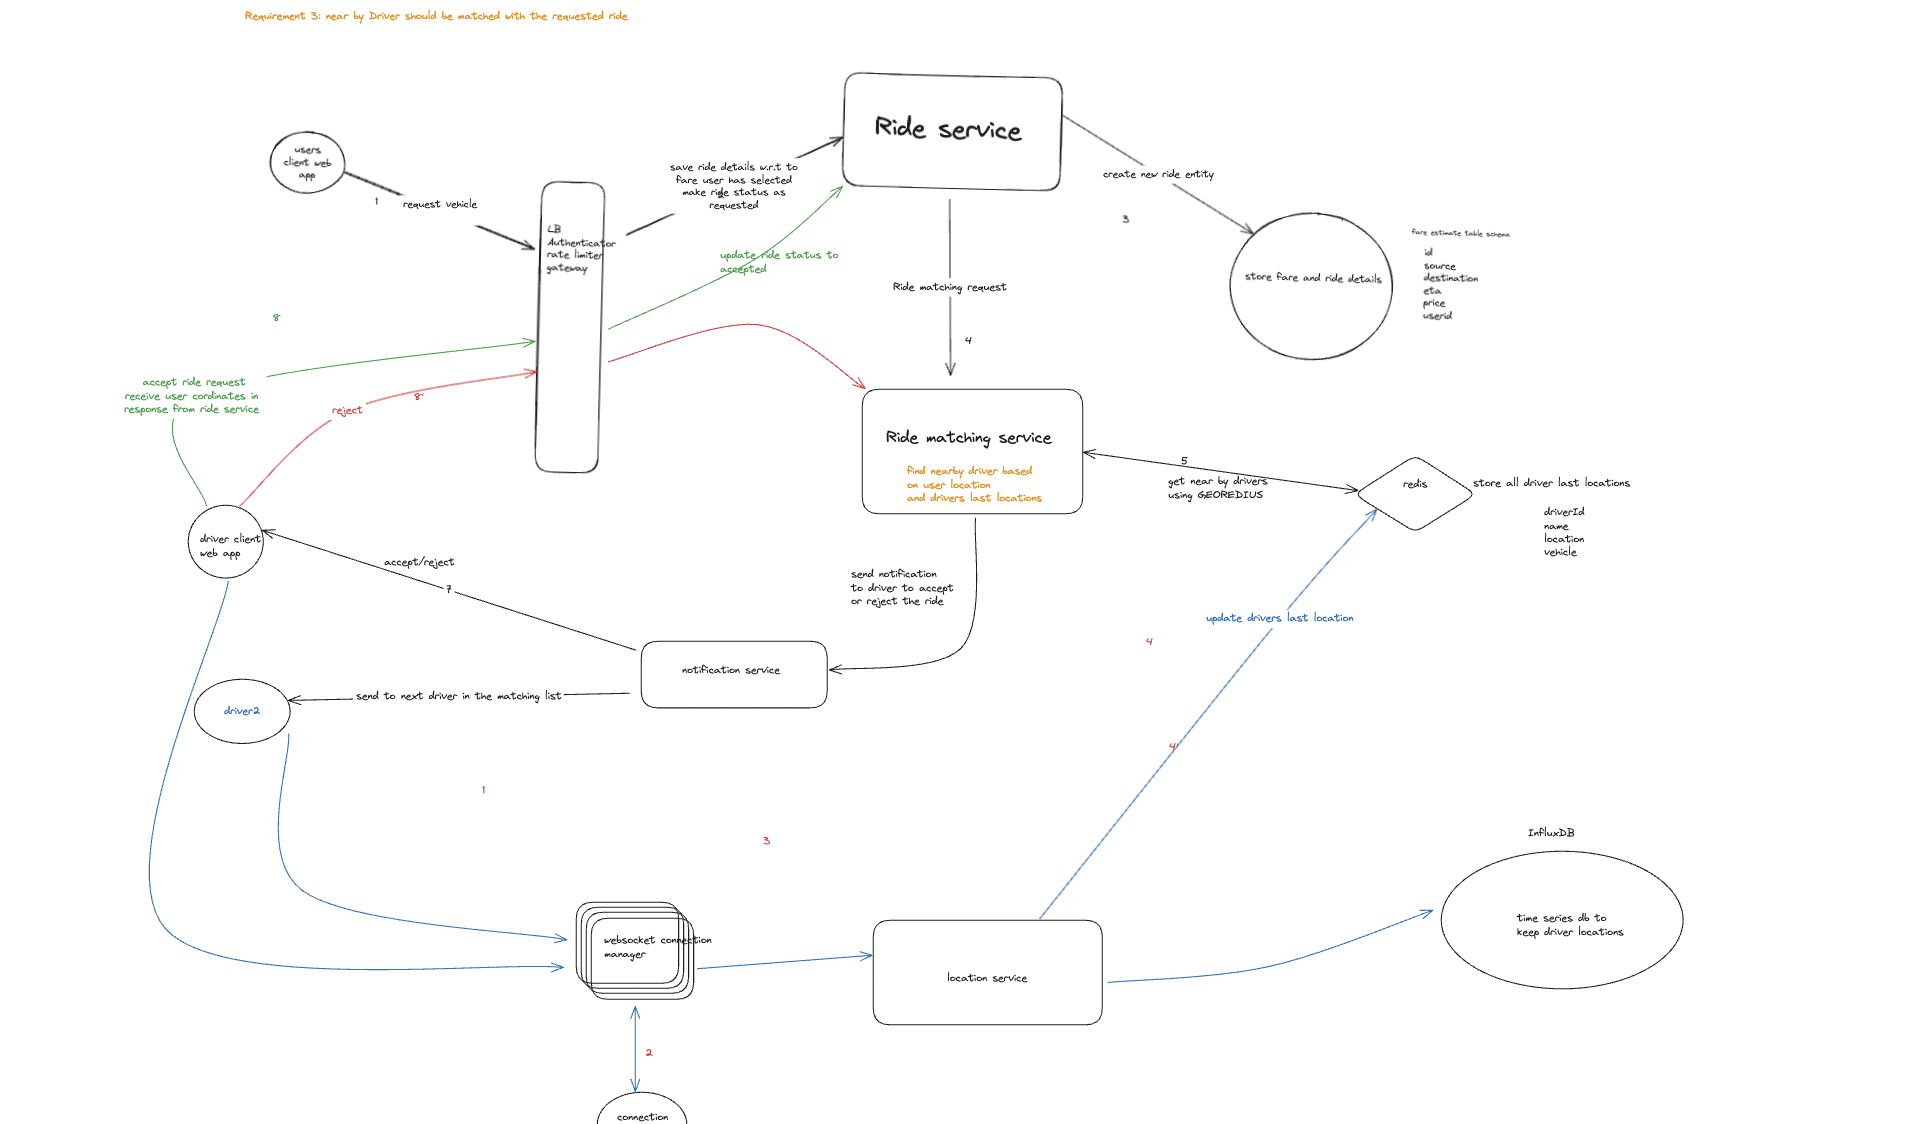 Requirement 3: near by Driver should be matched with the requested ride
Ride service
users
client web
app
1
request vehicle
save ride details w.r.t to
fare user has selected
make ride status as
requested
create new ride entity
3
LB
Authenticator
rate limiter
gateway
fare estimate table schema
id
source
destination
eta
price
userid
store fare and ride details
update ride status to
accepted
Ride matching request
4
8
accept ride request
receive user cordinates in
response from ride service
reject
8'
Ride matching service
find nearby driver based
on user location
and drivers last locations
5
get near by drivers
using GEOREDIUS
redis
store all driver last locations
driverId
name
location
vehicle
driver client
web app
accept/reject
7
send notification
to driver to accept
or reject the ride
update drivers last location
4
notification service
send to next driver in the matching list
driver2
4'
1
3
InfluxDB
time series db to
keep driver locations
websocket connection
manager
location service
2
connection